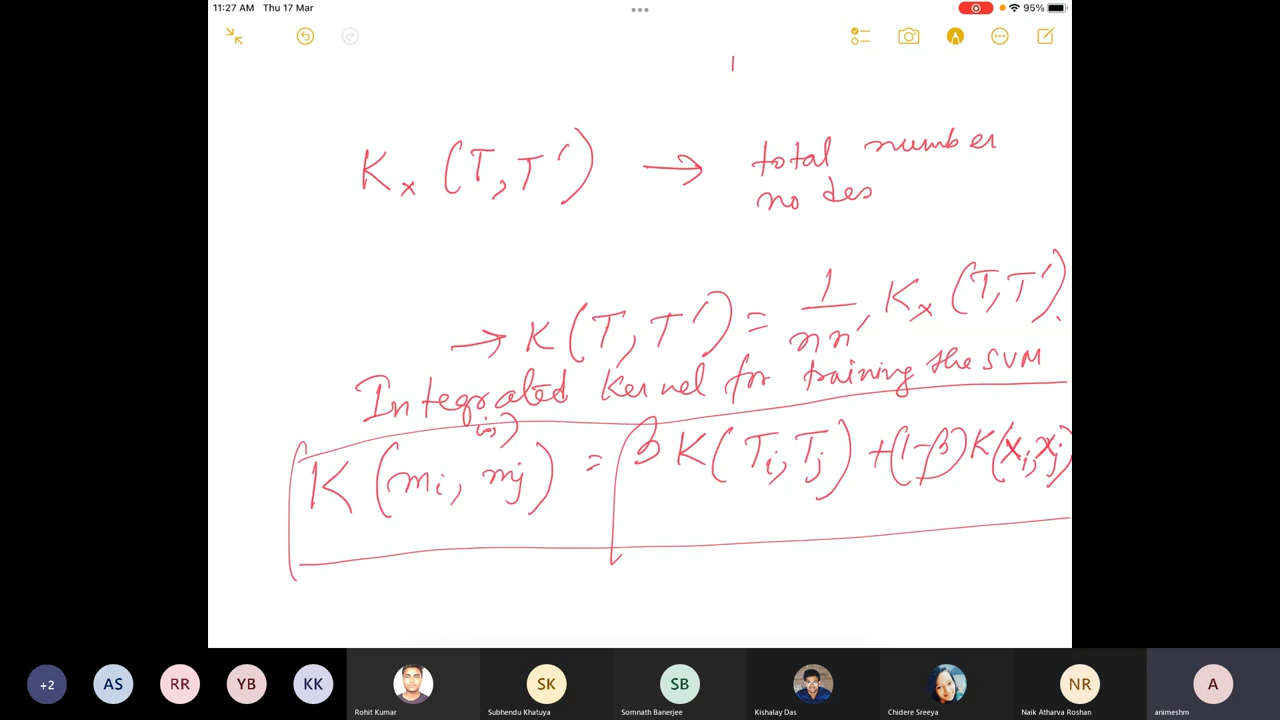 11:27 AM Thu 17 Mar
95%
Kₓ (T, T') → total number
nodes
→ K (T, T') = 1/nn' Kₓ (T, T')
Integrated Kernel for training the SVM
K (mᵢ, mⱼ) = β K(Tᵢ, Tⱼ) + (1-β) K(xᵢ, xⱼ)
+2
AS
RR
YB
KK
SK
SB
NR
A
Rohit Kumar
Subhendu Khatuya
Somnath Banerjee
Kishalay Das
Chidere Sreeya
Naik Atharva Roshan
animeshm